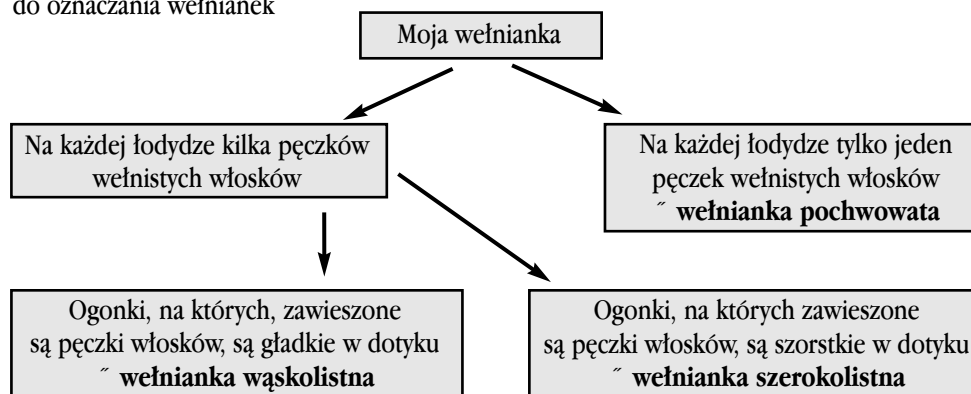 do oznaczania wełnianek
Moja wełnianka
Na każdej łodydze kilka pęczków
wełnistych włosków
Na każdej łodydze tylko jeden
pęczek wełnistych włosków
˝ wełnianka pochwowata
Ogonki, na których, zawieszone
są pęczki włosków, są gładkie w dotyku
˝ wełnianka wąskolistna
Ogonki, na których zawieszone
są pęczki włosków, są szorstkie w dotyku
˝ wełnianka szerokolistna